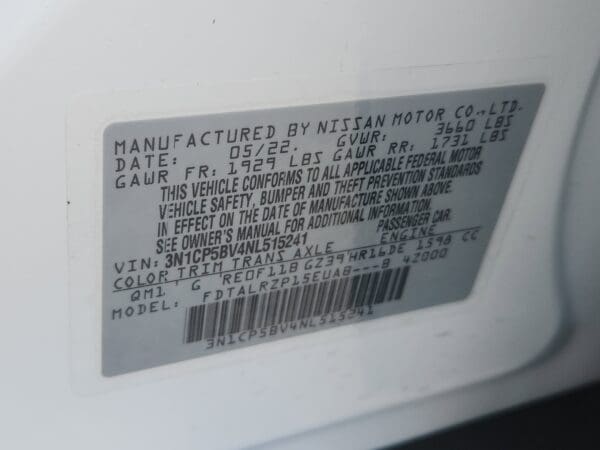 MANUFACTURED BY NISSAN MOTOR CO.,LTD.
DATE: 05/22. GVWR: 3660 LBS
GAWR FR: 1929 LBS GAWR RR: 1731 LBS
THIS VEHICLE CONFORMS TO ALL APPLICABLE FEDERAL MOTOR
VEHICLE SAFETY, BUMPER AND THEFT PREVENTION STANDARDS
IN EFFECT ON THE DATE OF MANUFACTURE SHOWN ABOVE.
SEE OWNER'S MANUAL FOR ADDITIONAL INFORMATION.
VIN: 3N1CP5BV4NL515241 PASSENGER CAR.
COLOR TRIM TRANS AXLE ENGINE
QM1 G RE0F11B GZ39 HR16DE 1598 CC
MODEL: FDTALRZP15EUAB---B 4Z000
3N1CP5BV4NL515241